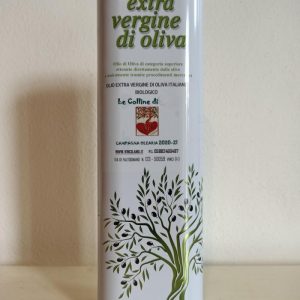 extra
vergine
di oliva
Olio di Oliva di categoria superiore
ottenuto direttamente dalle olive
e unicamente tramite procedimenti meccanici
OLIO EXTRA VERGINE DI OLIVA ITALIANO
BIOLOGICO
Le Colline di
CAMPAGNA OLEARIA 2020-21